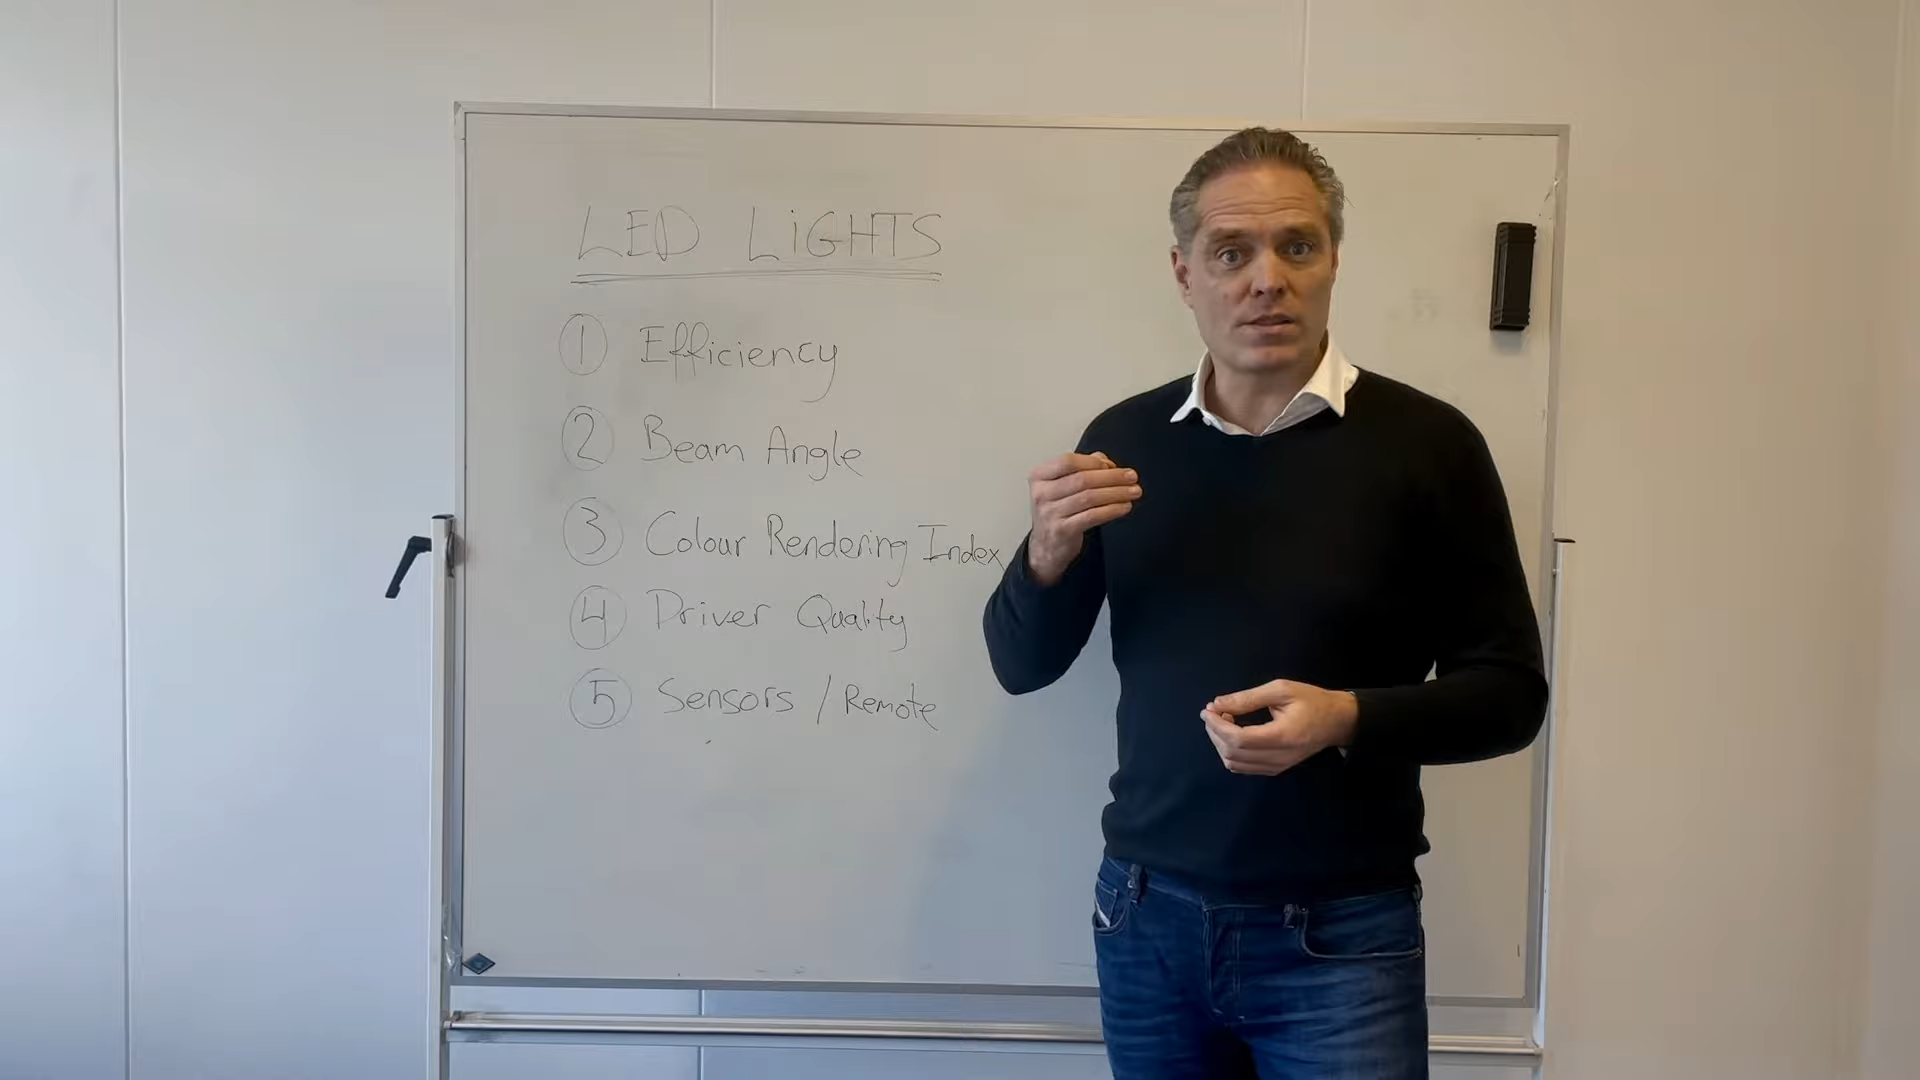 LED LiGHTS
1 Efficiency
2 Beam Angle
3 Colour Rendering Index
4 Driver Quality
5 Sensors / Remote